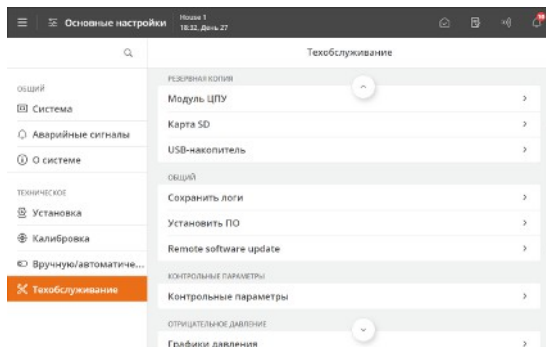 Основные настройки
House 1
18:32, День 27
10
Техобслуживание
ОБЩИЙ
Система
Аварийные сигналы
О системе
ТЕХНИЧЕСКОЕ
Установка
Калибровка
Вручную/автоматиче...
Техобслуживание
РЕЗЕРВНАЯ КОПИЯ
Модуль ЦПУ
Карта SD
USB-накопитель
ОБЩИЙ
Сохранить логи
Установить ПО
Remote software update
КОНТРОЛЬНЫЕ ПАРАМЕТРЫ
Контрольные параметры
ОТРИЦАТЕЛЬНОЕ ДАВЛЕНИЕ
Графики давления